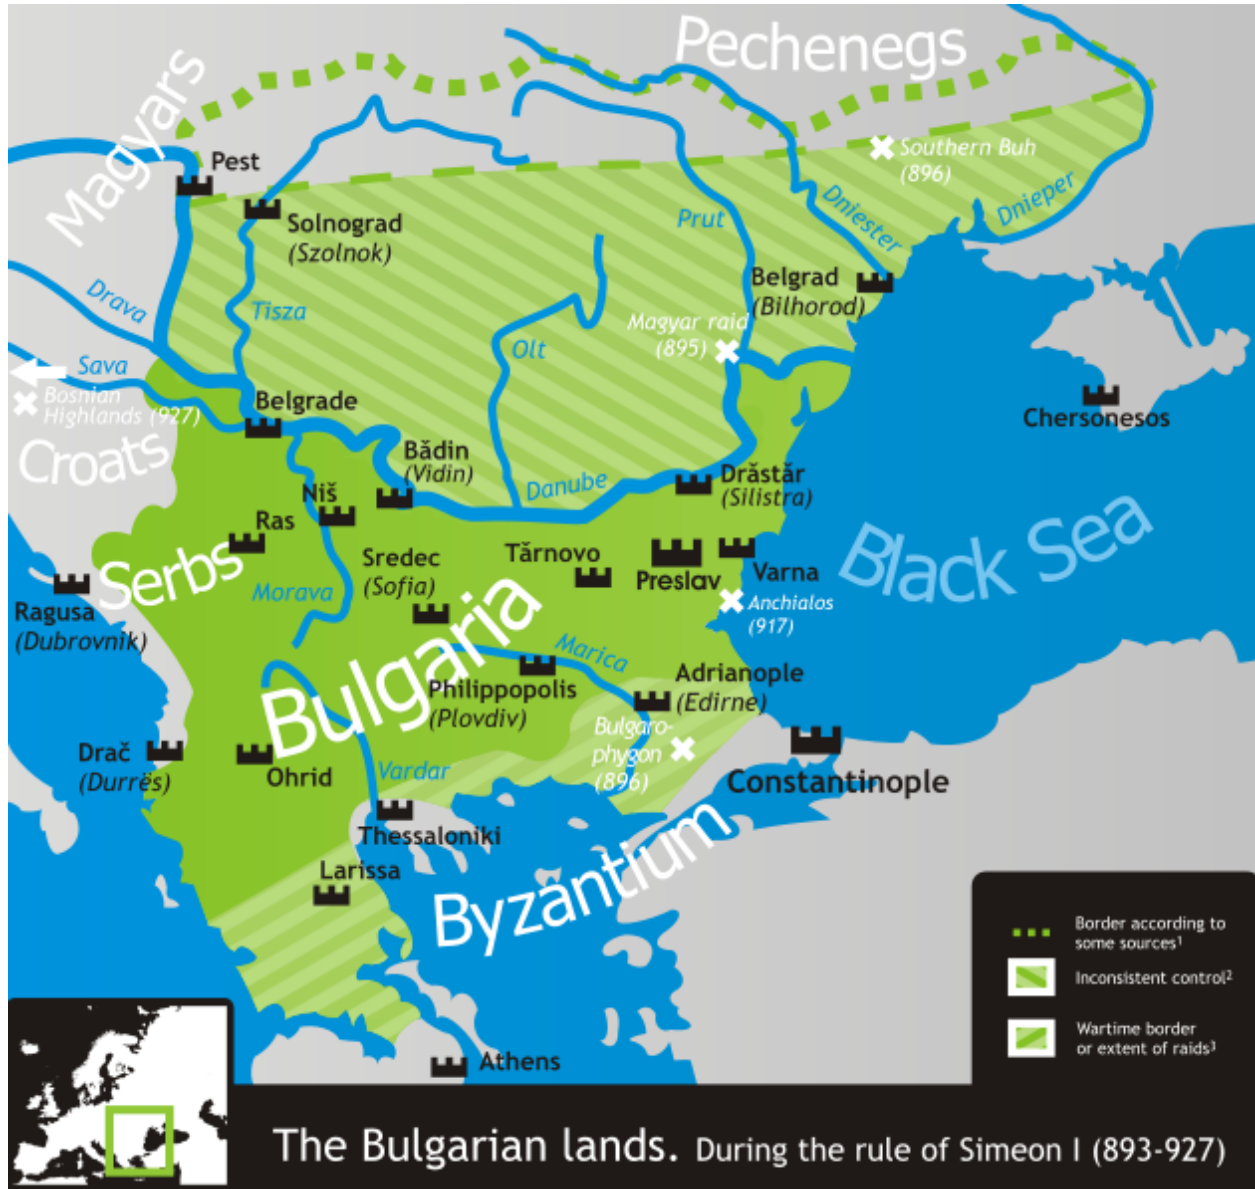 Pechenegs
Magyars
Southern Buh
(896)
Pest
Dnieper
Solnograd
(Szolnok)
Prut
Dniester
Drava
Tisza
Belgrad
(Bilhorod)
Magyar raid
(895)
Olt
Sava
Bosnian
Highlands (927)
Belgrade
Chersonesos
Croats
Bădin
(Vidin)
Danube
Drăstăr
(Silistra)
Niš
Ras
Black Sea
Serbs
Sredec
(Sofia)
Tărnovo
Preslav
Varna
Morava
Anchialos
(917)
Ragusa
(Dubrovnik)
Bulgaria
Marica
Philippopolis
(Plovdiv)
Adrianople
(Edirne)
Bulgaro-
phygon
(896)
Drač
(Durrës)
Ohrid
Vardar
Constantinople
Thessaloniki
Byzantium
Larissa
Athens
Border according to
some sources¹
Inconsistent control²
Wartime border
or extent of raids³
The Bulgarian lands. During the rule of Simeon I (893-927)